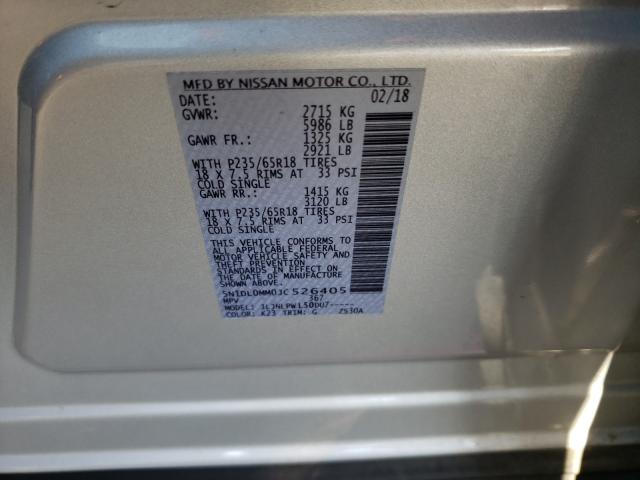 MFD BY NISSAN MOTOR CO., LTD.
DATE: 02/18
GVWR: 2715 KG
5986 LB
GAWR FR.: 1325 KG
2921 LB
WITH P235/65R18 TIRES
18 X 7.5 RIMS AT 33 PSI
COLD SINGLE
GAWR RR.: 1415 KG
3120 LB
WITH P235/65R18 TIRES
18 X 7.5 RIMS AT 33 PSI
COLD SINGLE
THIS VEHICLE CONFORMS TO
ALL APPLICABLE FEDERAL
MOTOR VEHICLE SAFETY AND
THEFT PREVENTION
STANDARDS IN EFFECT ON
THE DATE OF MANUFACTURE
5N1DL0MM0JC526405
MPV 367
MODEL:
COLOR: K23 TRIM: G Z530A